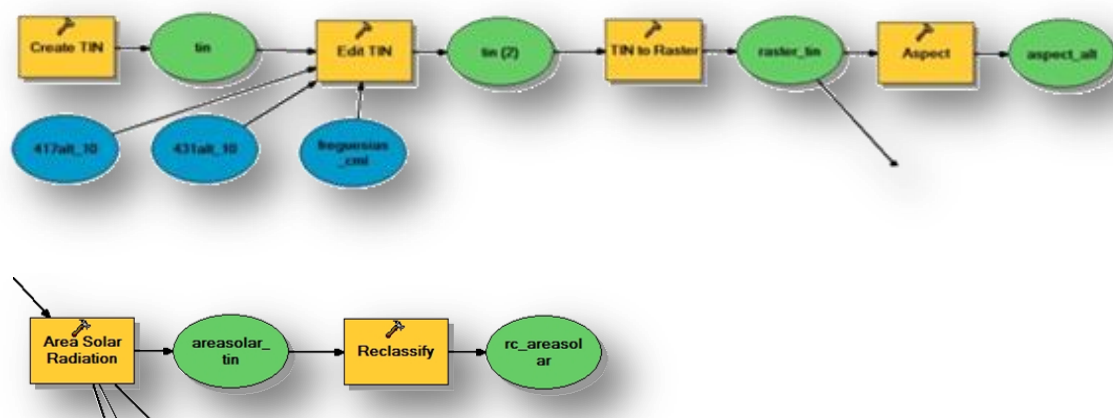 Create TIN
tin
Edit TIN
tin (2)
TIN to Raster
raster_tin
Aspect
aspect_alt
417alt_10
431alt_10
freguesias
_cml
Area Solar
Radiation
areasolar_
tin
Reclassify
rc_areasol
ar